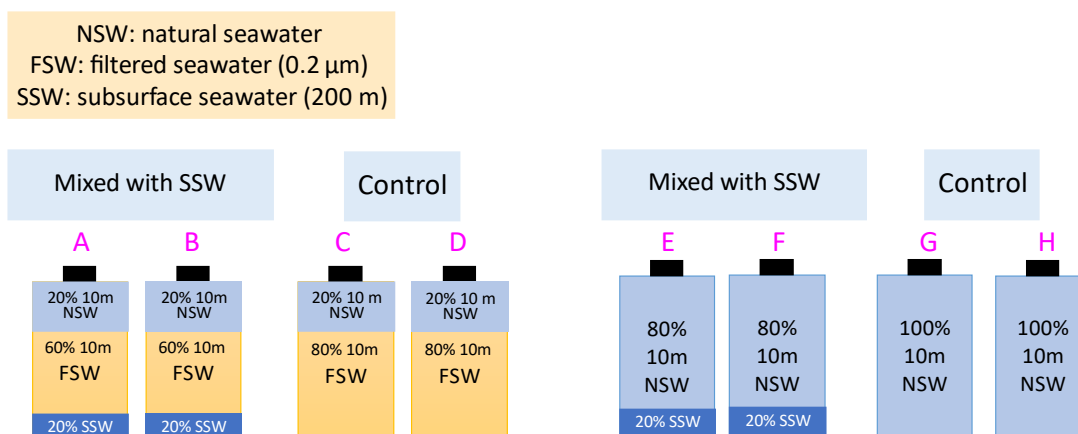 NSW: natural seawater
FSW: filtered seawater (0.2 µm)
SSW: subsurface seawater (200 m)
Mixed with SSW
Control
Mixed with SSW
Control
A
B
C
D
E
F
G
H
20% 10m
NSW
60% 10m
FSW
20% SSW
20% 10m
NSW
60% 10m
FSW
20% SSW
20% 10 m
NSW
80% 10m
FSW
20% 10 m
NSW
80% 10m
FSW
80%
10m
NSW
20% SSW
80%
10m
NSW
20% SSW
100%
10m
NSW
100%
10m
NSW